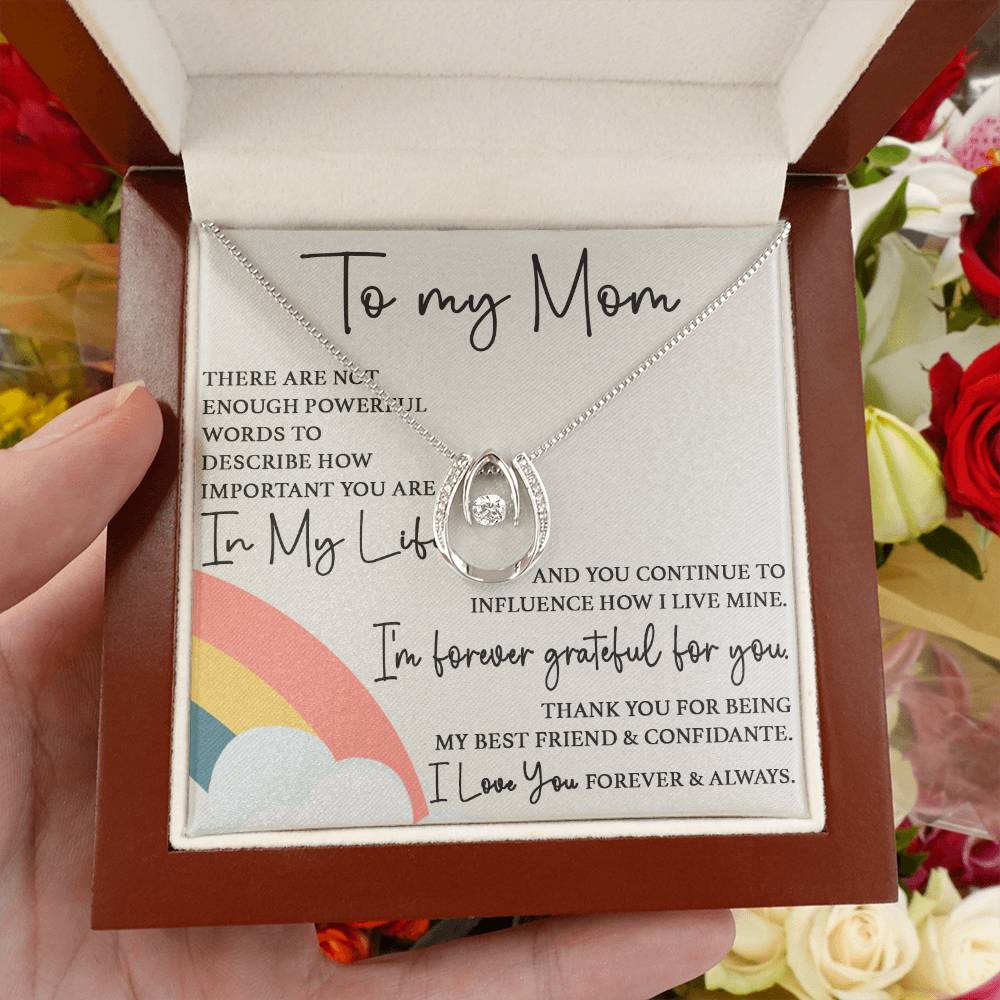 To my Mom
THERE ARE NOT
ENOUGH POWERFUL
WORDS TO
DESCRIBE HOW
IMPORTANT YOU ARE
In My Life
AND YOU CONTINUE TO
INFLUENCE HOW I LIVE MINE.
I'm forever grateful for you.
THANK YOU FOR BEING
MY BEST FRIEND & CONFIDANTE.
I Love You FOREVER & ALWAYS.